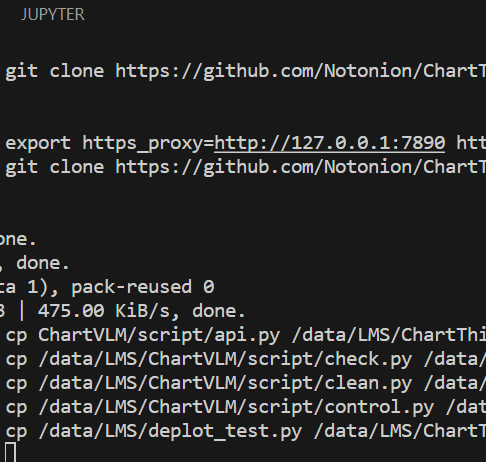 JUPYTER
git clone https://github.com/Notonion/ChartT
export https_proxy=http://127.0.0.1:7890 htt
git clone https://github.com/Notonion/ChartT
one.
, done.
ta 1), pack-reused 0
3 | 475.00 KiB/s, done.
cp ChartVLM/script/api.py /data/LMS/ChartThi
cp /data/LMS/ChartVLM/script/check.py /data/
cp /data/LMS/ChartVLM/script/clean.py /data/
cp /data/LMS/ChartVLM/script/control.py /dat
cp /data/LMS/deplot_test.py /data/LMS/ChartT